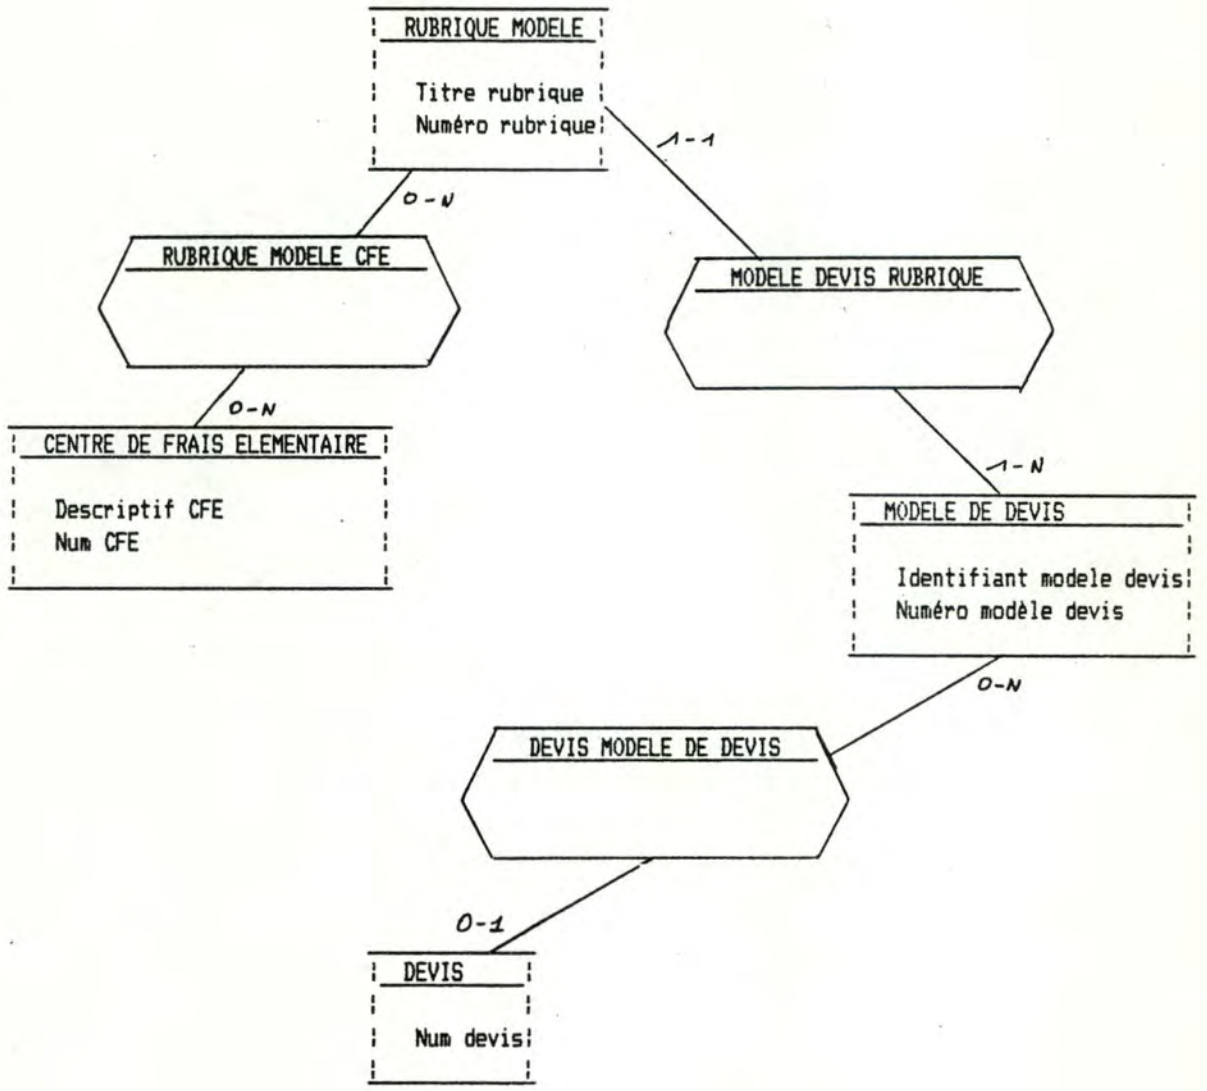 RUBRIQUE MODELE
Titre rubrique
Numéro rubrique
1-1
0-N
RUBRIQUE MODELE CFE
MODELE DEVIS RUBRIQUE
0-N
CENTRE DE FRAIS ELEMENTAIRE
1-N
Descriptif CFE
Num CFE
MODELE DE DEVIS
Identifiant modele devis
Numéro modèle devis
0-N
DEVIS MODELE DE DEVIS
0-1
DEVIS
Num devis